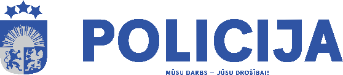 POLICIJA
MŪSU DARBS – JŪSU DROŠĪBAI!